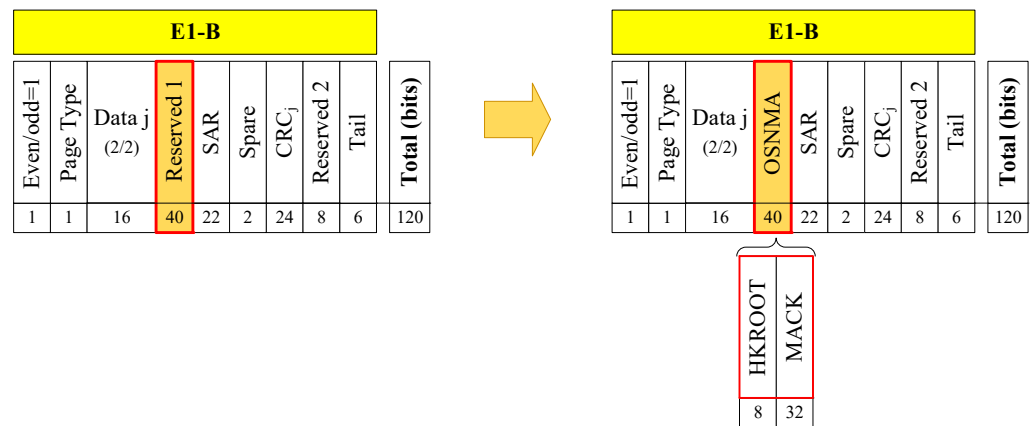 E1-B
Even/odd=1
Page Type
Data j
(2/2)
Reserved 1
SAR
Spare
CRCj
Reserved 2
Tail
Total (bits)
1 1 16 40 22 2 24 8 6 120
E1-B
Even/odd=1
Page Type
Data j
(2/2)
OSNMA
SAR
Spare
CRCj
Reserved 2
Tail
Total (bits)
1 1 16 40 22 2 24 8 6 120
HKROOT
MACK
8 32